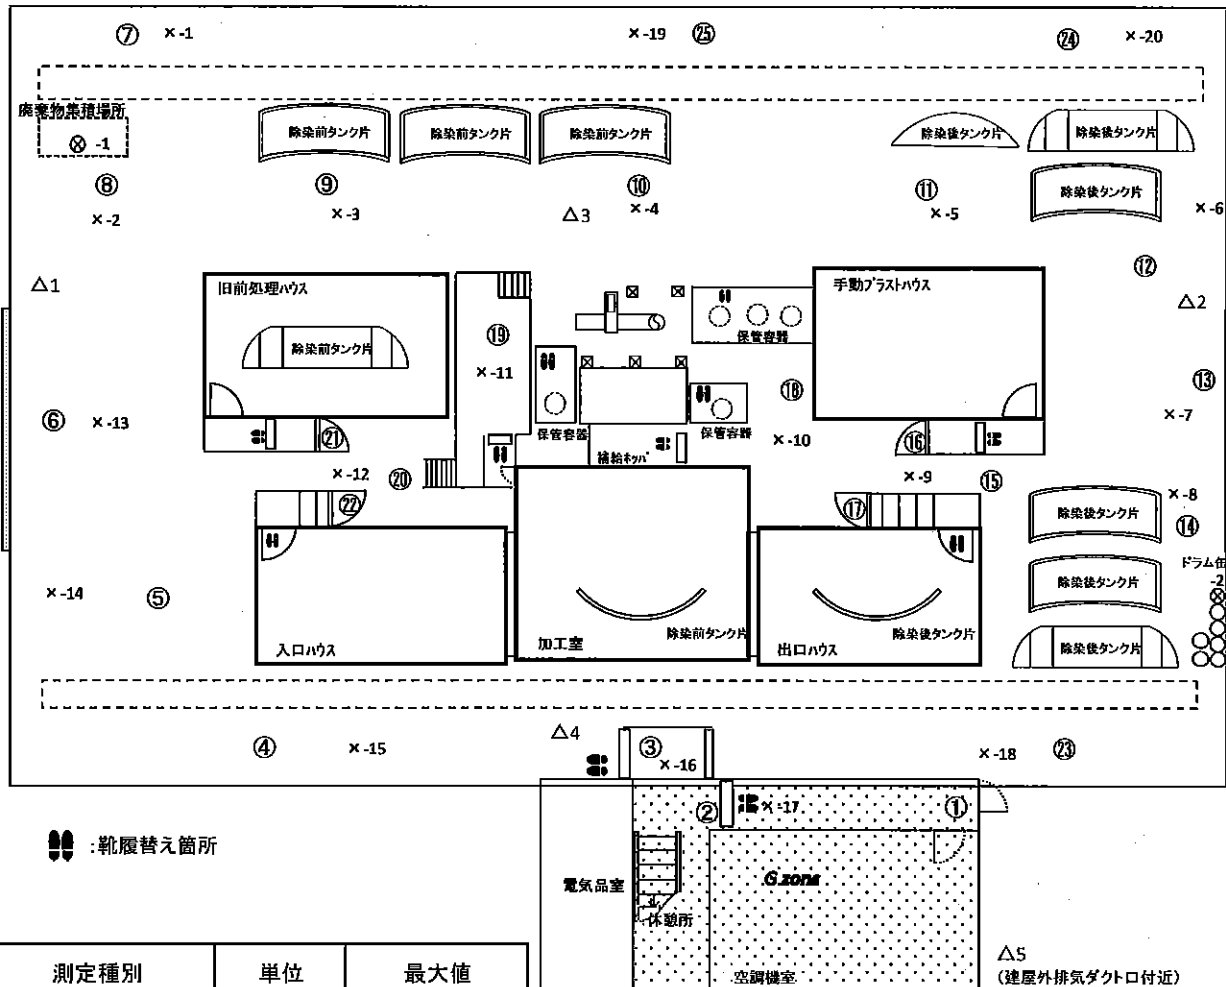 ⑦ ×-1 ×-19 ㉕ ㉔ ×-20
廃棄物集積場所
⊗ -1
除染前タンク片 除染前タンク片 除染前タンク片 除染後タンク片 除染後タンク片
⑧ ⑨ ⑩ ⑪ 除染後タンク片
×-2 ×-3 △3 ×-4 ×-5 ×-6
⑫
△1 旧前処理ハウス 手動ブラストハウス △2
⑲ 保管容器
除染前タンク片
×-11 ⑱ ⑬
⑥ ×-13 ×-7
㉑ 保管容器 保管容器 ×-10 ⑯
補給ホッパ
×-12 ⑳ ×-9 ⑮
㉒ ⑰ 除染後タンク片 ×-8
⑭
ドラム缶
-2
×-14 ⑤ 除染後タンク片
入口ハウス 加工室 除染前タンク片 出口ハウス 除染後タンク片 除染後タンク片
④ ×-15 △4 ③ ×-16 ×-18 ㉓
② ×-17 ①
:靴履替え箇所
電気品室 G zone
休憩所
△5
空調機室 (建屋外排気ダクト口付近)
測定種別 単位 最大値